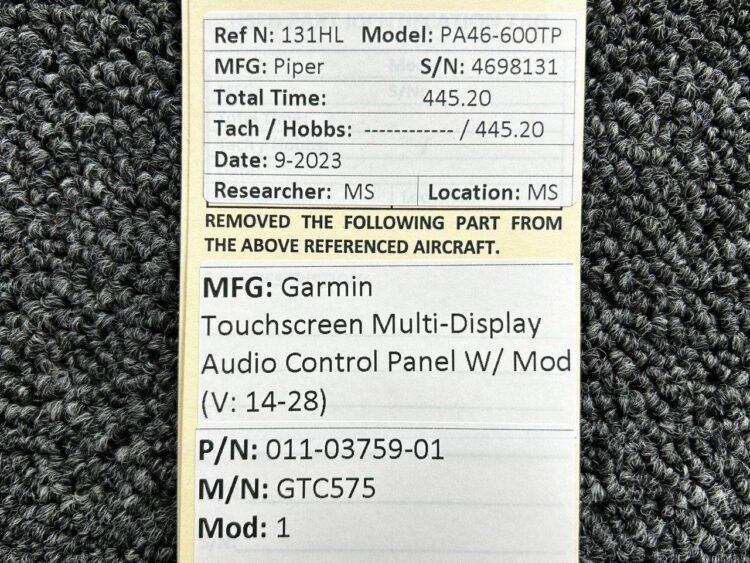 Ref N: 131HL Model: PA46-600TP
MFG: Piper S/N: 4698131
Total Time: 445.20
Tach / Hobbs: ------------ / 445.20
Date: 9-2023
Researcher: MS Location: MS
REMOVED THE FOLLOWING PART FROM
THE ABOVE REFERENCED AIRCRAFT.
MFG: Garmin
Touchscreen Multi-Display
Audio Control Panel W/ Mod
(V: 14-28)
P/N: 011-03759-01
M/N: GTC575
Mod: 1